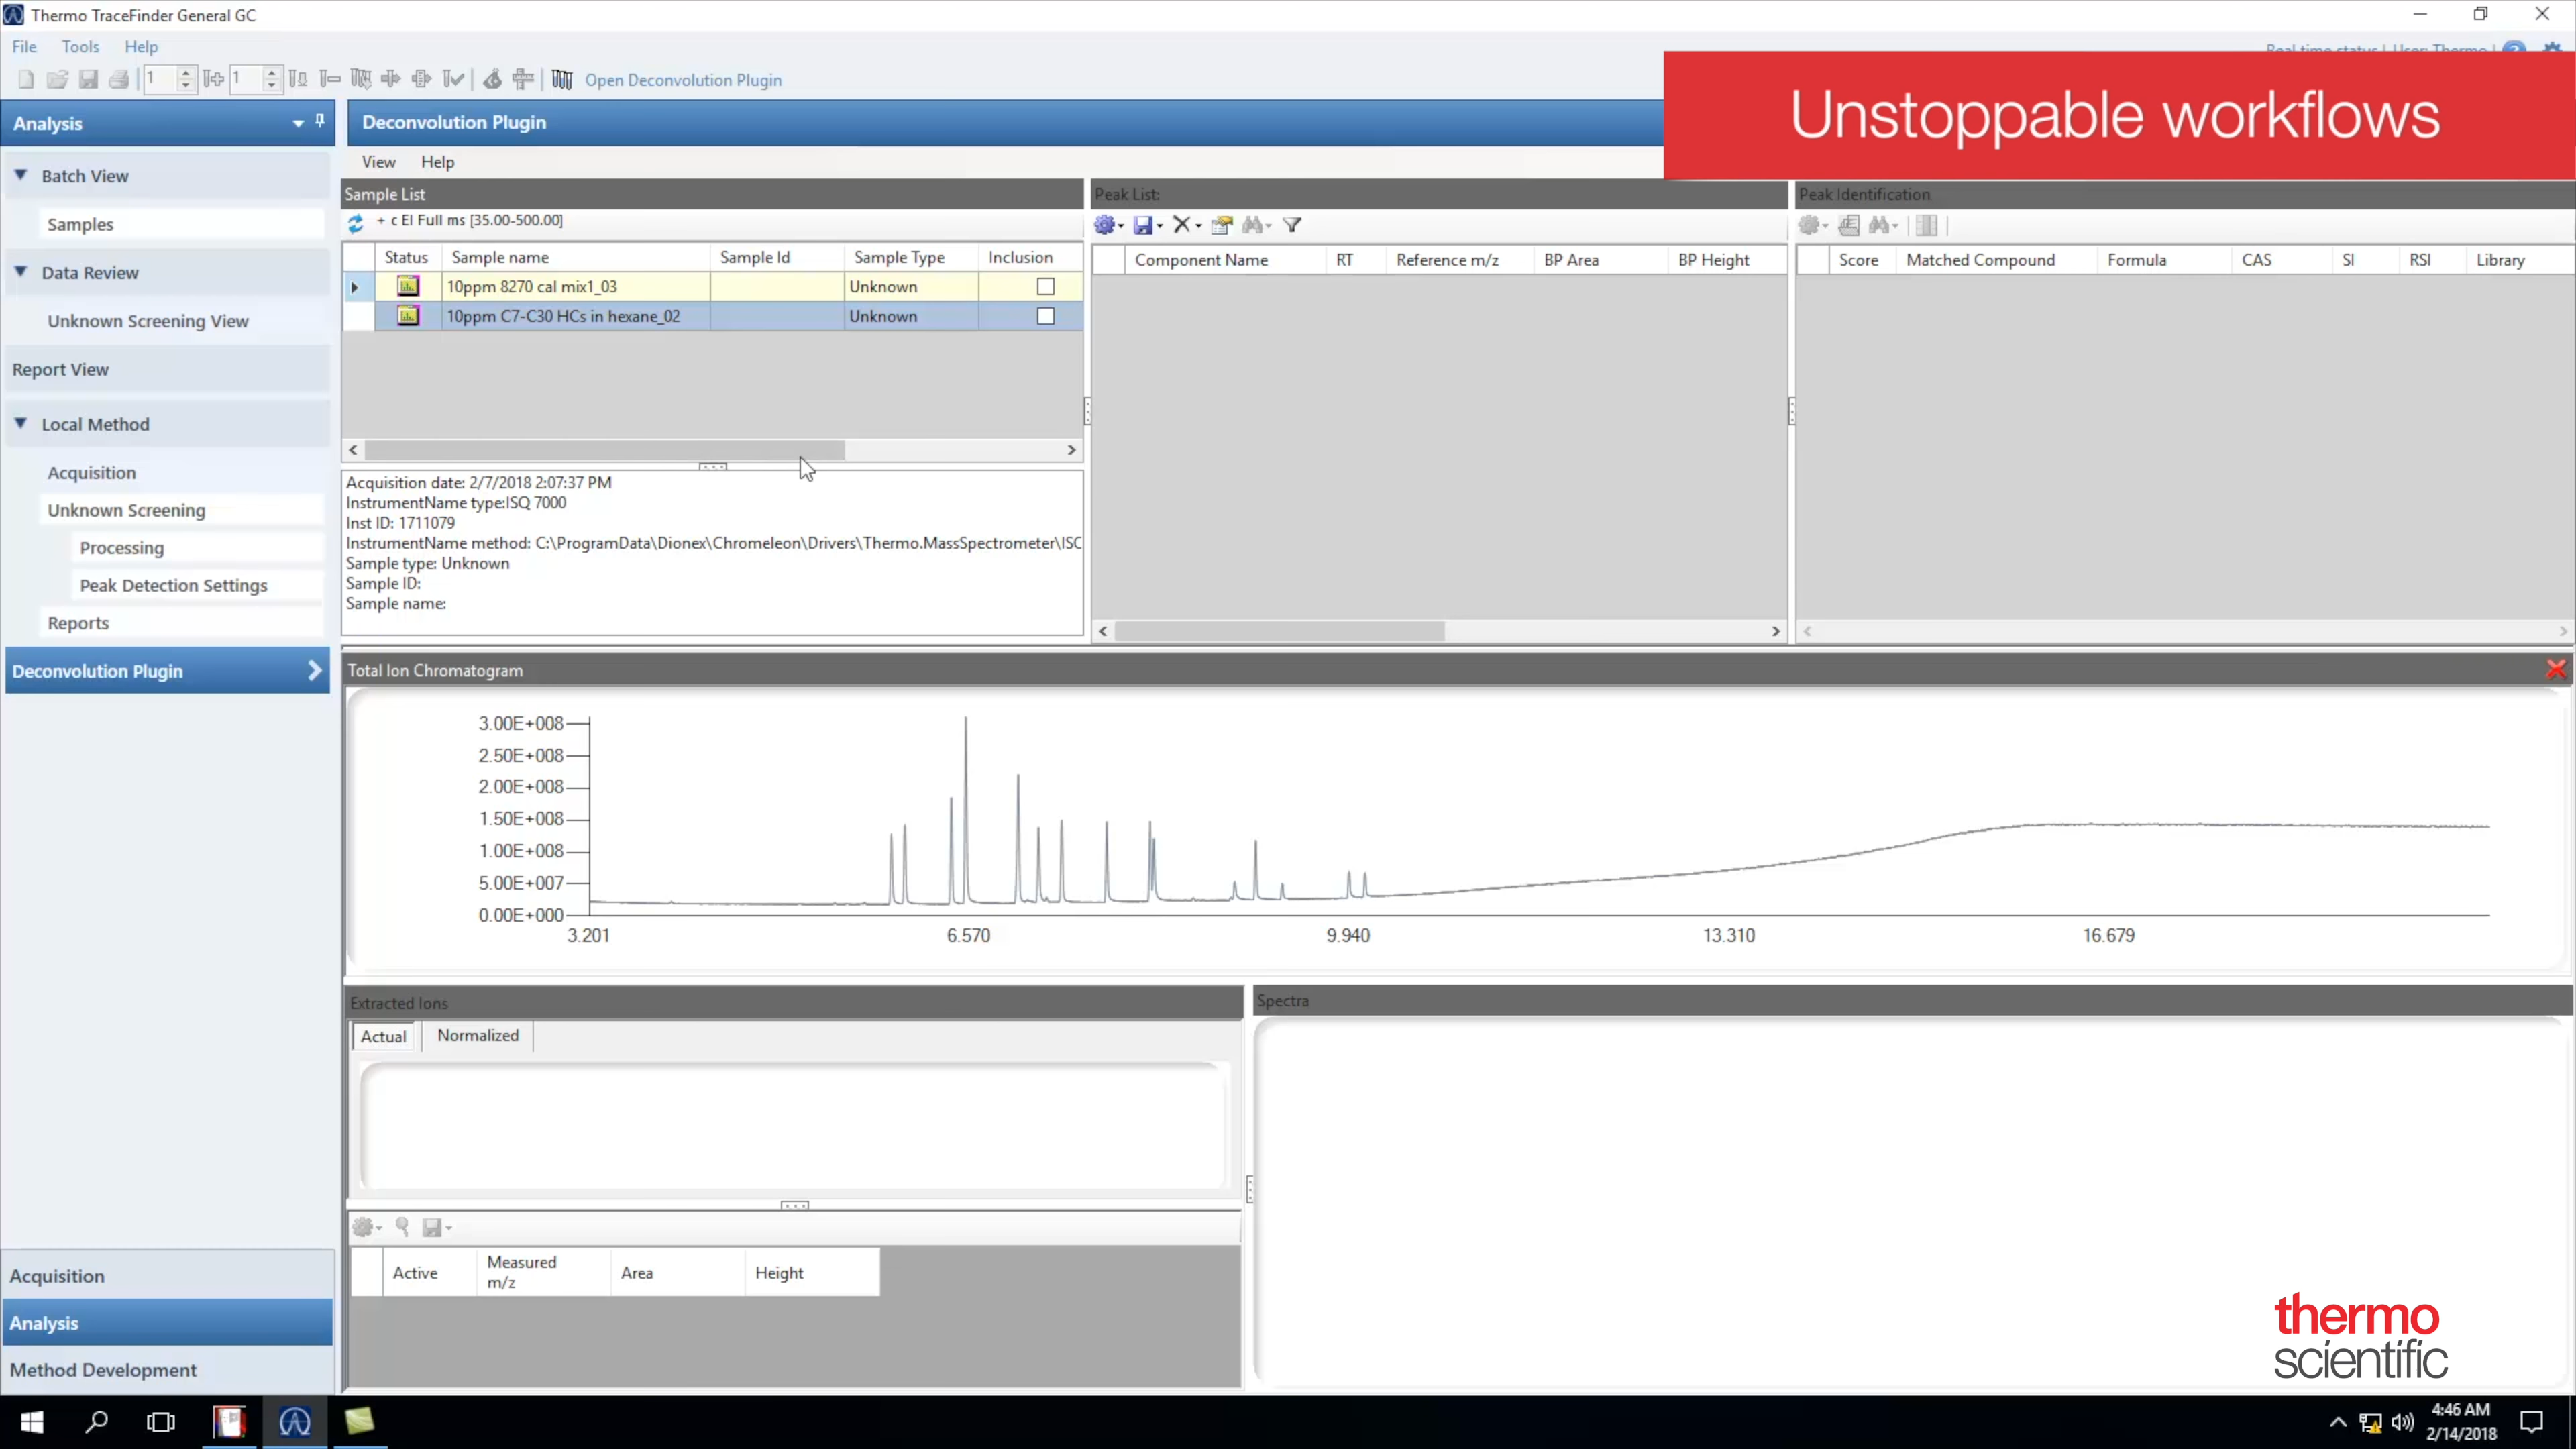 Thermo TraceFinder General GC
File Tools Help
Real time status | User: Thermo |
1 1 Open Deconvolution Plugin
Unstoppable workflows
Analysis
Batch View
Samples
Data Review
Unknown Screening View
Report View
Local Method
Acquisition
Unknown Screening
Processing
Peak Detection Settings
Reports
Deconvolution Plugin
Acquisition
Analysis
Method Development
Deconvolution Plugin
View Help
Sample List
+ c EI Full ms [35.00-500.00]
Status Sample name Sample Id Sample Type Inclusion
10ppm 8270 cal mix1_03 Unknown
10ppm C7-C30 HCs in hexane_02 Unknown
Acquisition date: 2/7/2018 2:07:37 PM
InstrumentName type:ISQ 7000
Inst ID: 1711079
InstrumentName method: C:\ProgramData\Dionex\Chromeleon\Drivers\Thermo.MassSpectrometer\ISC
Sample type: Unknown
Sample ID:
Sample name:
Peak List:
Component Name RT Reference m/z BP Area BP Height
Peak Identification
Score Matched Compound Formula CAS SI RSI Library
Total Ion Chromatogram
3.00E+008
2.50E+008
2.00E+008
1.50E+008
1.00E+008
5.00E+007
0.00E+000
3.201 6.570 9.940 13.310 16.679
Extracted Ions
Actual Normalized
Active Measured m/z Area Height
Spectra
thermo
scientific
4:46 AM
2/14/2018